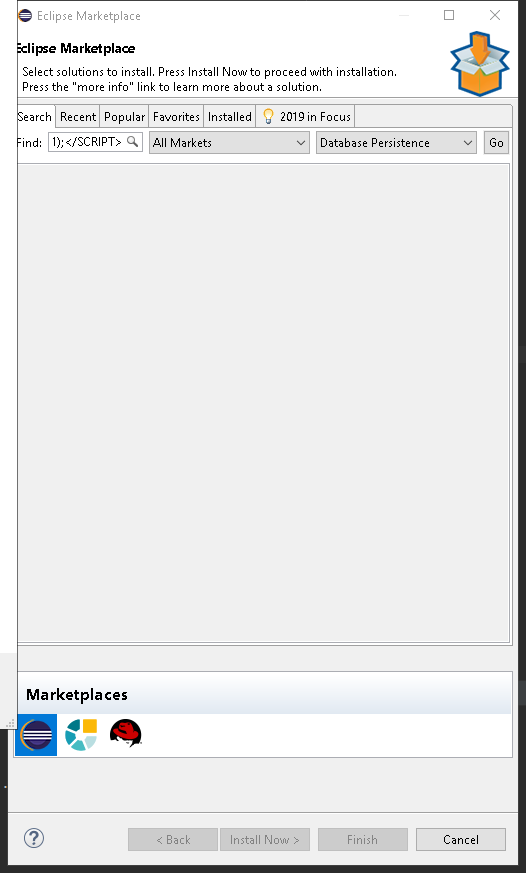 Eclipse Marketplace
Eclipse Marketplace
Select solutions to install. Press Install Now to proceed with installation.
Press the "more info" link to learn more about a solution.
Search Recent Popular Favorites Installed 2019 in Focus
Find: 1);</SCRIPT> All Markets Database Persistence Go
Marketplaces
? < Back Install Now > Finish Cancel